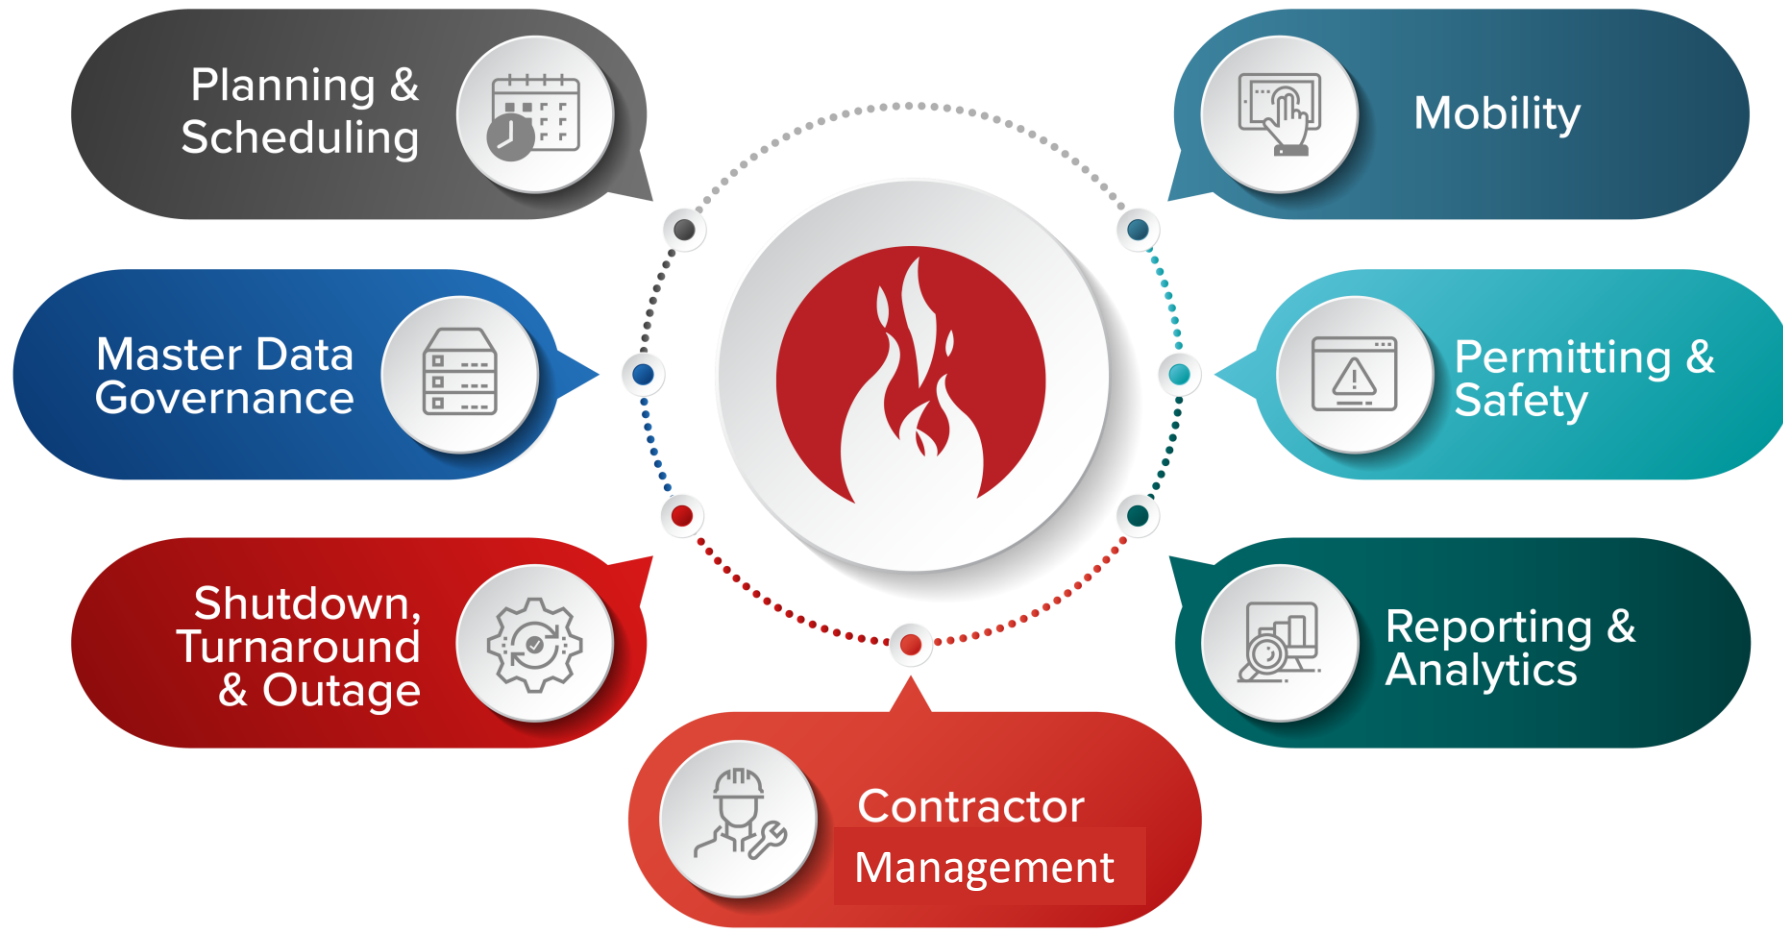 Planning &
Scheduling
Mobility
Master Data
Governance
Permitting &
Safety
Shutdown,
Turnaround
& Outage
Reporting &
Analytics
Contractor
Management